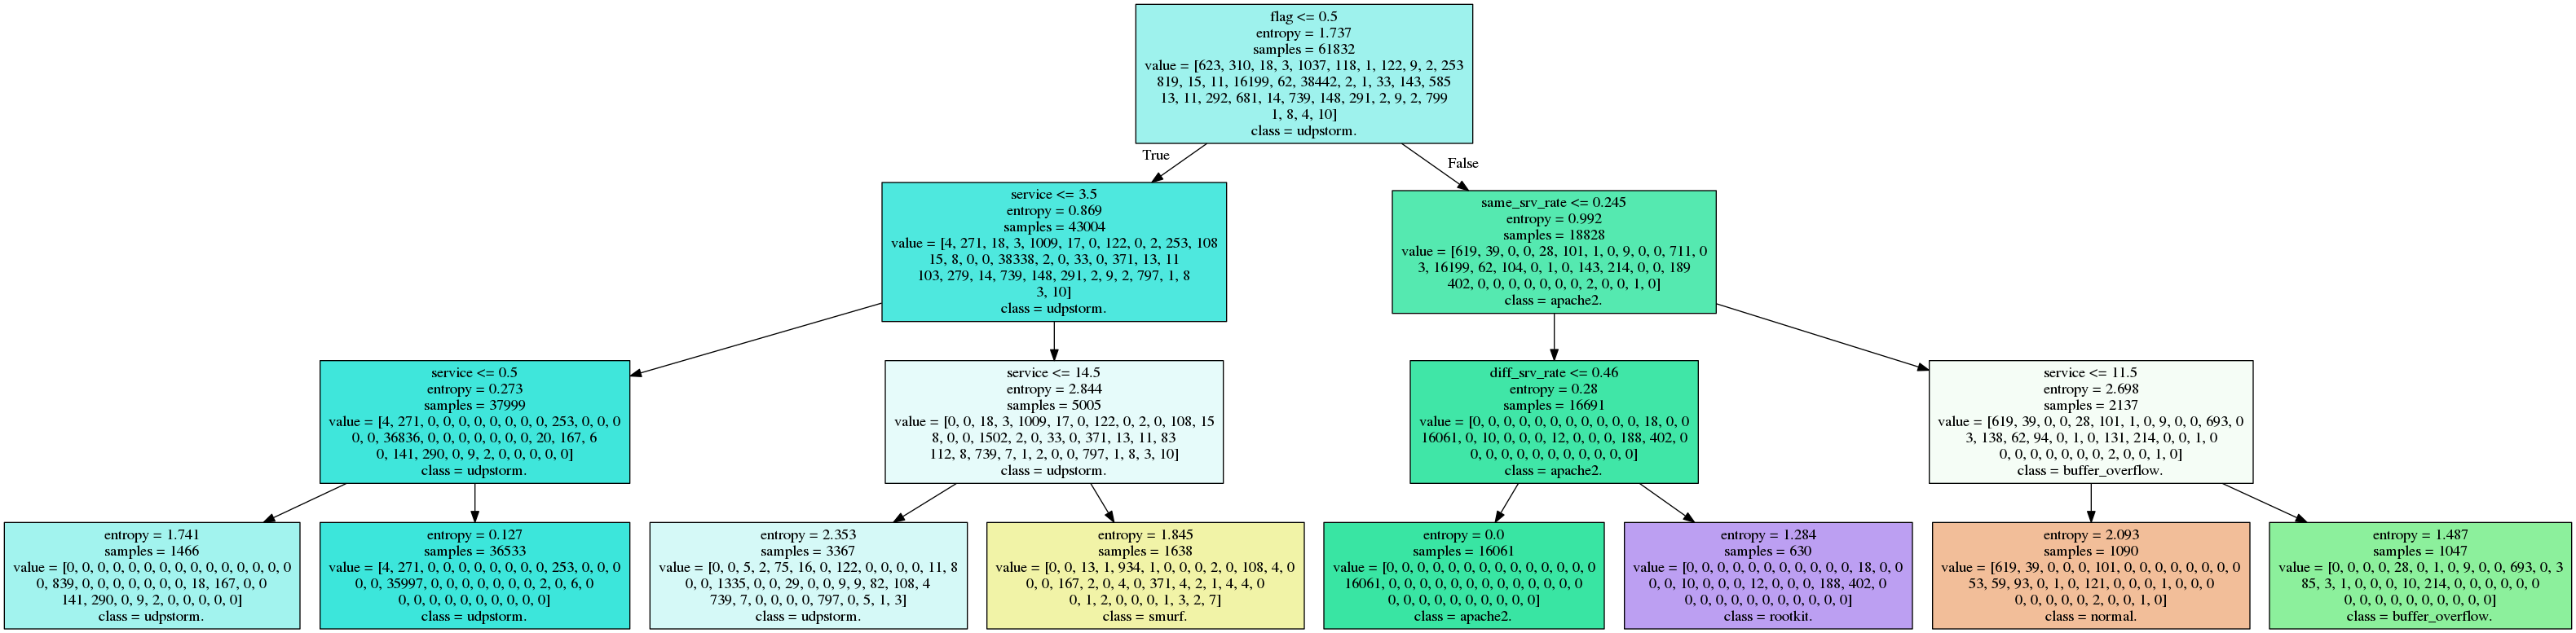 flag <= 0.5
entropy = 1.737
samples = 61832
value = [623, 310, 18, 3, 1037, 118, 1, 122, 9, 2, 253
819, 15, 11, 16199, 62, 38442, 2, 1, 33, 143, 585
13, 11, 292, 681, 14, 739, 148, 291, 2, 9, 2, 799
1, 8, 4, 10]
class = udpstorm.
True
False
service <= 3.5
entropy = 0.869
samples = 43004
value = [4, 271, 18, 3, 1009, 17, 0, 122, 0, 2, 253, 108
15, 8, 0, 0, 38338, 2, 0, 33, 0, 371, 13, 11
103, 279, 14, 739, 148, 291, 2, 9, 2, 797, 1, 8
3, 10]
class = udpstorm.
same_srv_rate <= 0.245
entropy = 0.992
samples = 18828
value = [619, 39, 0, 0, 28, 101, 1, 0, 9, 0, 0, 711, 0
3, 16199, 62, 104, 0, 1, 0, 143, 214, 0, 0, 189
402, 0, 0, 0, 0, 0, 0, 0, 2, 0, 0, 1, 0]
class = apache2.
service <= 0.5
entropy = 0.273
samples = 37999
value = [4, 271, 0, 0, 0, 0, 0, 0, 0, 0, 253, 0, 0, 0
0, 0, 36836, 0, 0, 0, 0, 0, 0, 0, 20, 167, 6
0, 141, 290, 0, 9, 2, 0, 0, 0, 0, 0]
class = udpstorm.
service <= 14.5
entropy = 2.844
samples = 5005
value = [0, 0, 18, 3, 1009, 17, 0, 122, 0, 2, 0, 108, 15
8, 0, 0, 1502, 2, 0, 33, 0, 371, 13, 11, 83
112, 8, 739, 7, 1, 2, 0, 0, 797, 1, 8, 3, 10]
class = udpstorm.
diff_srv_rate <= 0.46
entropy = 0.28
samples = 16691
value = [0, 0, 0, 0, 0, 0, 0, 0, 0, 0, 0, 18, 0, 0
16061, 0, 10, 0, 0, 0, 12, 0, 0, 0, 188, 402, 0
0, 0, 0, 0, 0, 0, 0, 0, 0, 0, 0]
class = apache2.
service <= 11.5
entropy = 2.698
samples = 2137
value = [619, 39, 0, 0, 28, 101, 1, 0, 9, 0, 0, 693, 0
3, 138, 62, 94, 0, 1, 0, 131, 214, 0, 0, 1, 0
0, 0, 0, 0, 0, 0, 0, 2, 0, 0, 1, 0]
class = buffer_overflow.
entropy = 1.741
samples = 1466
value = [0, 0, 0, 0, 0, 0, 0, 0, 0, 0, 0, 0, 0, 0, 0
0, 839, 0, 0, 0, 0, 0, 0, 0, 18, 167, 0, 0
141, 290, 0, 9, 2, 0, 0, 0, 0, 0]
class = udpstorm.
entropy = 0.127
samples = 36533
value = [4, 271, 0, 0, 0, 0, 0, 0, 0, 0, 253, 0, 0, 0
0, 0, 35997, 0, 0, 0, 0, 0, 0, 0, 2, 0, 6, 0
0, 0, 0, 0, 0, 0, 0, 0, 0, 0]
class = udpstorm.
entropy = 2.353
samples = 3367
value = [0, 0, 5, 2, 75, 16, 0, 122, 0, 0, 0, 0, 11, 8
0, 0, 1335, 0, 0, 29, 0, 0, 9, 9, 82, 108, 4
739, 7, 0, 0, 0, 0, 797, 0, 5, 1, 3]
class = udpstorm.
entropy = 1.845
samples = 1638
value = [0, 0, 13, 1, 934, 1, 0, 0, 0, 2, 0, 108, 4, 0
0, 0, 167, 2, 0, 4, 0, 371, 4, 2, 1, 4, 4, 0
0, 1, 2, 0, 0, 0, 1, 3, 2, 7]
class = smurf.
entropy = 0.0
samples = 16061
value = [0, 0, 0, 0, 0, 0, 0, 0, 0, 0, 0, 0, 0, 0
16061, 0, 0, 0, 0, 0, 0, 0, 0, 0, 0, 0, 0, 0
0, 0, 0, 0, 0, 0, 0, 0, 0, 0]
class = apache2.
entropy = 1.284
samples = 630
value = [0, 0, 0, 0, 0, 0, 0, 0, 0, 0, 0, 18, 0, 0
0, 0, 10, 0, 0, 0, 12, 0, 0, 0, 188, 402, 0
0, 0, 0, 0, 0, 0, 0, 0, 0, 0, 0]
class = rootkit.
entropy = 2.093
samples = 1090
value = [619, 39, 0, 0, 0, 101, 0, 0, 0, 0, 0, 0, 0, 0
53, 59, 93, 0, 1, 0, 121, 0, 0, 0, 1, 0, 0, 0
0, 0, 0, 0, 0, 2, 0, 0, 1, 0]
class = normal.
entropy = 1.487
samples = 1047
value = [0, 0, 0, 0, 28, 0, 1, 0, 9, 0, 0, 693, 0, 3
85, 3, 1, 0, 0, 0, 10, 214, 0, 0, 0, 0, 0, 0
0, 0, 0, 0, 0, 0, 0, 0, 0, 0]
class = buffer_overflow.